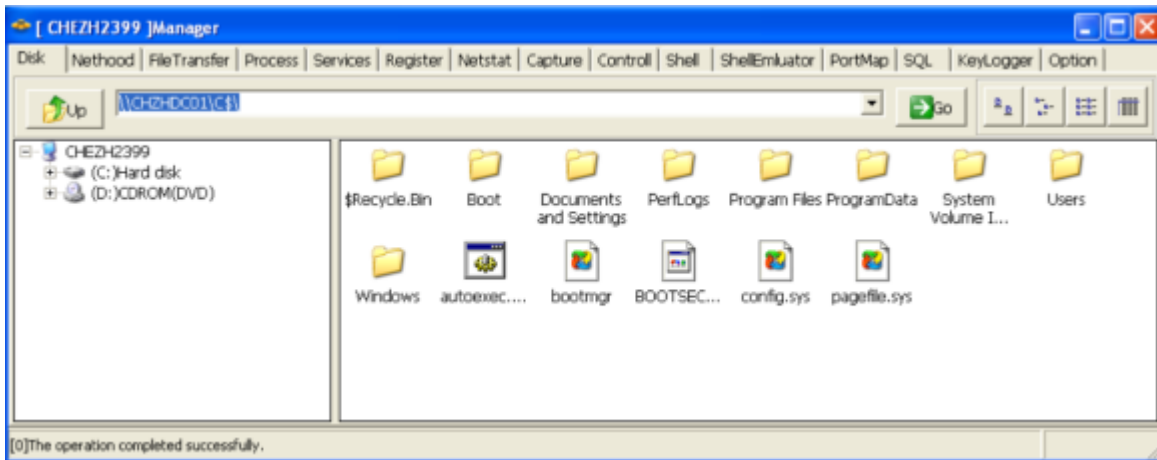 [ CHEZH2399 ]Manager
Disk Nethood FileTransfer Process Services Register Netstat Capture Controll Shell ShellEmluator PortMap SQL KeyLogger Option
Up \\CHZHDC01\C$\ Go
CHEZH2399
(C:)Hard disk
(D:)CDROM(DVD)
$Recycle.Bin Boot Documents and Settings PerfLogs Program Files ProgramData System Volume I... Users
Windows autoexec.... bootmgr BOOTSEC... config.sys pagefile.sys
[0]The operation completed successfully.